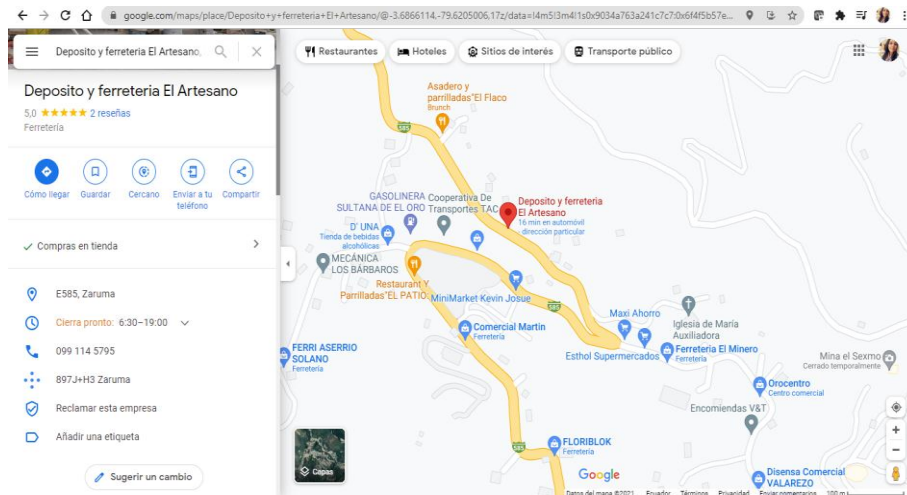 google.com/maps/place/Deposito+y+ferreteria+El+Artesano/@-3.6866114,-79.6205006,17z/data=!4m5!3m4!1s0x9034a763a241c7c7:0x6f4f5b57e...
Deposito y ferreteria El Artesano,
Restaurantes
Hoteles
Sitios de interés
Transporte público
Deposito y ferreteria El Artesano
5,0
2 reseñas
Ferretería
Cómo llegar
Guardar
Cercano
Enviar a tu
teléfono
Compartir
Compras en tienda
E585, Zaruma
Cierra pronto: 6:30–19:00
099 114 5795
897J+H3 Zaruma
Reclamar esta empresa
Añadir una etiqueta
Sugerir un cambio
Asadero y
parrilladas"El Flaco
Brunch
585
GASOLINERA
SULTANA DE EL ORO
Cooperativa De
Transportes TAC
Deposito y ferreteria
El Artesano
16 min en automóvil
dirección particular
D' UNA
Tienda de bebidas
alcohólicas
MECÁNICA
LOS BÁRBAROS
Restaurant Y
Parrilladas"EL PATIO
MiniMarket Kevin Josue
585
Maxi Ahorro
Iglesia de María
Auxiliadora
Comercial Martin
Ferretería
FERRI ASERRIO
SOLANO
Ferretería
Esthol Supermercados
Ferreteria El Minero
Ferretería
Mina el Sexmo
Cerrado temporalmente
Orocentro
Centro comercial
Encomiendas V&T
FLORIBLOK
Ferretería
585
Disensa Comercial
VALAREZO
Capas
Google
Datos del mapa ©2021
Ecuador
Términos
Privacidad
Enviar comentarios
100 m